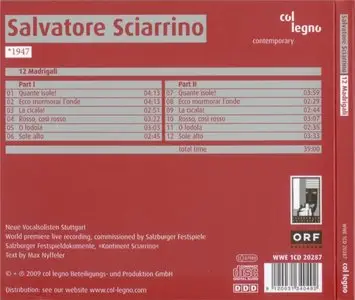 Salvatore Sciarrino
*1947
col legno
contemporary
12 Madrigali
Part I
01 Quante isole! 04:13
02 Ecco mormorar l'onde 04:13
03 La cicala! 02:51
04 Rosso, così rosso 03:22
05 O lodola 03:03
06 Sole alto 02:45
Part II
07 Quante isole! 03:59
08 Ecco mormorar l'onde 02:29
09 La cicala! 02:44
10 Rosso, così rosso 03:07
11 O lodola 02:35
12 Sole alto
total time 39:00
Neue Vocalsolisten Stuttgart
World premiere live recording, commissioned by Salzburger Festspiele
Salzburger Festspieldokumente, »Kontinent Sciarrino«
Text by Max Nyffeler
℗ + © 2009 col legno Beteiligungs- und Produktion GmbH
Distribution: see our website www.col-legno.com
ORF
WWE 1CD 20287
Salvatore Sciarrino 12 Madrigali
WWE 1CD 20287
col legno